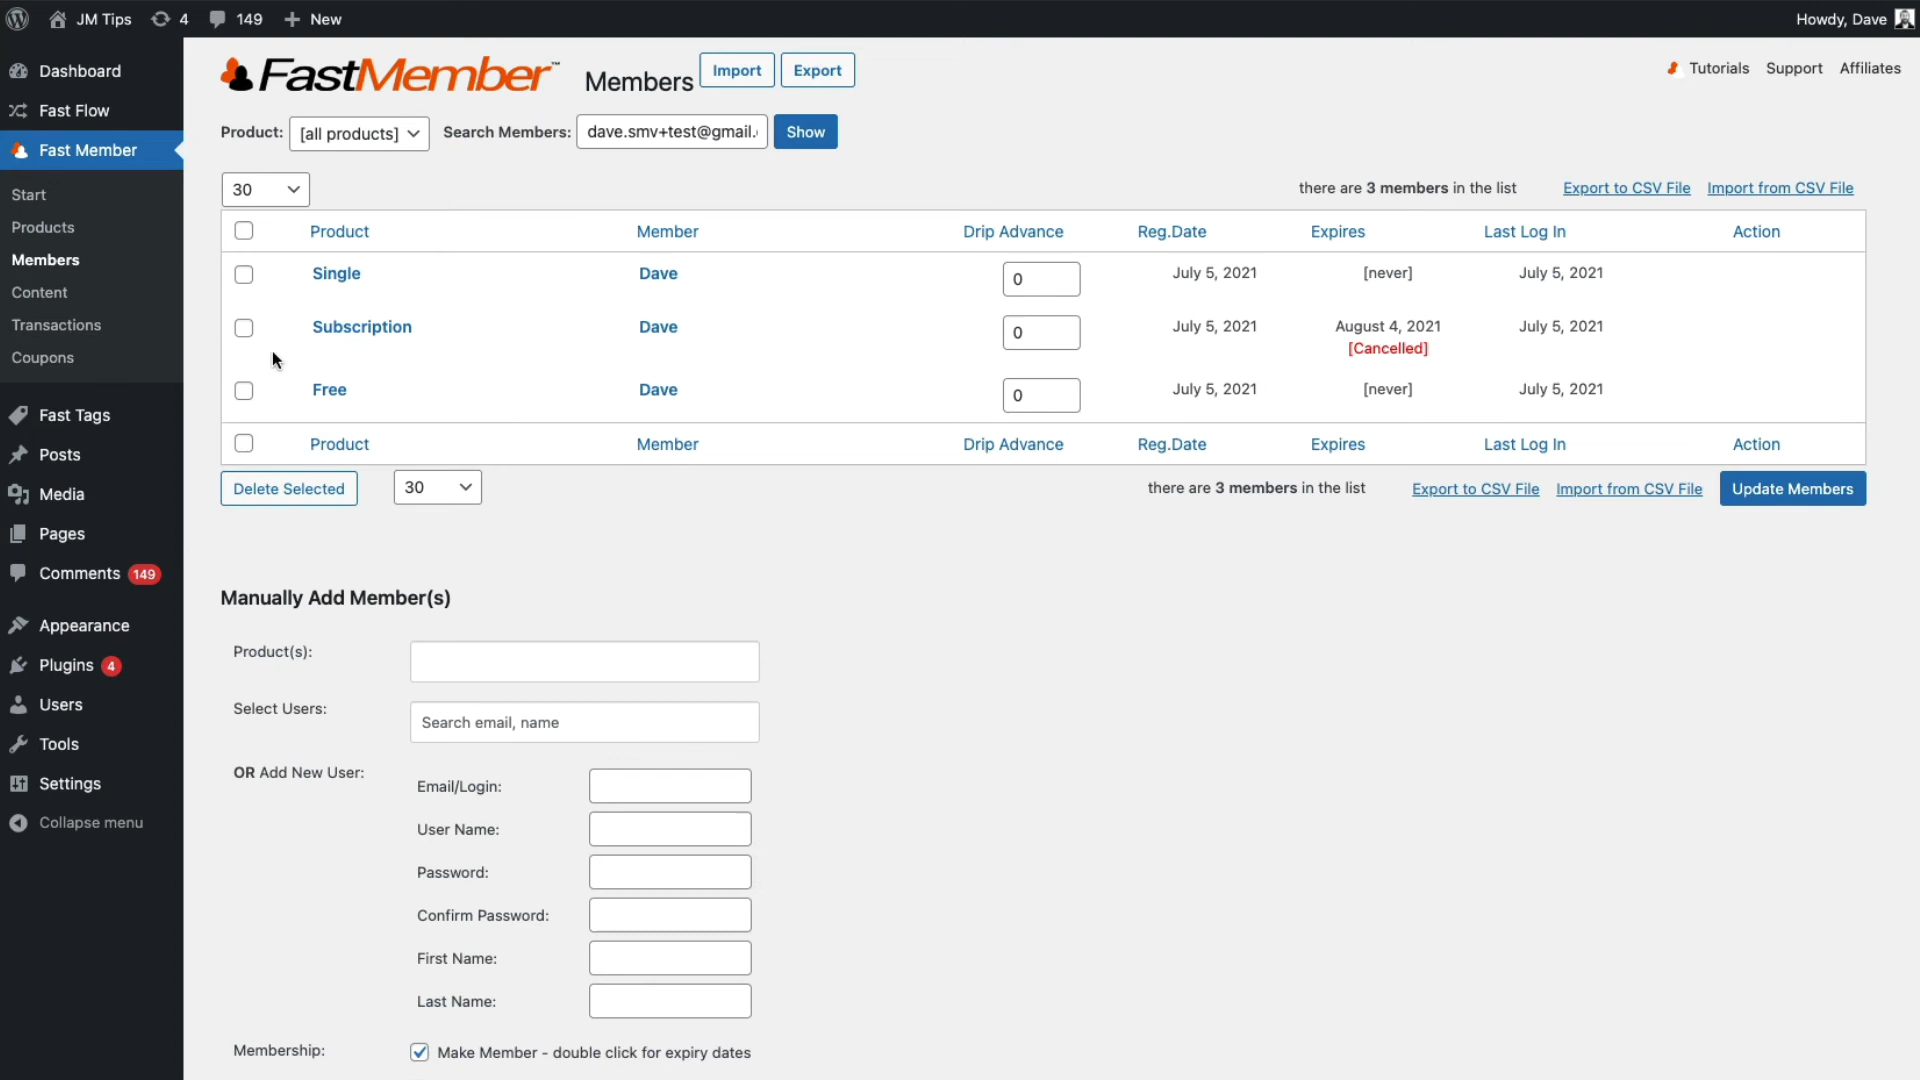 JM Tips 4 149 New Howdy, Dave
Dashboard
Fast Flow
Fast Member
Start
Products
Members
Content
Transactions
Coupons
Fast Tags
Posts
Media
Pages
Comments 149
Appearance
Plugins 4
Users
Tools
Settings
Collapse menu
FastMember™ Members Import Export Tutorials Support Affiliates
Product: [all products] Search Members: dave.smv+test@gmail. Show
30 there are 3 members in the list Export to CSV File Import from CSV File
Product Member Drip Advance Reg.Date Expires Last Log In Action
Single Dave 0 July 5, 2021 [never] July 5, 2021
Subscription Dave 0 July 5, 2021 August 4, 2021 July 5, 2021
[Cancelled]
Free Dave 0 July 5, 2021 [never] July 5, 2021
Product Member Drip Advance Reg.Date Expires Last Log In Action
Delete Selected 30 there are 3 members in the list Export to CSV File Import from CSV File Update Members
Manually Add Member(s)
Product(s):
Select Users: Search email, name
OR Add New User:
Email/Login:
User Name:
Password:
Confirm Password:
First Name:
Last Name:
Membership: Make Member - double click for expiry dates